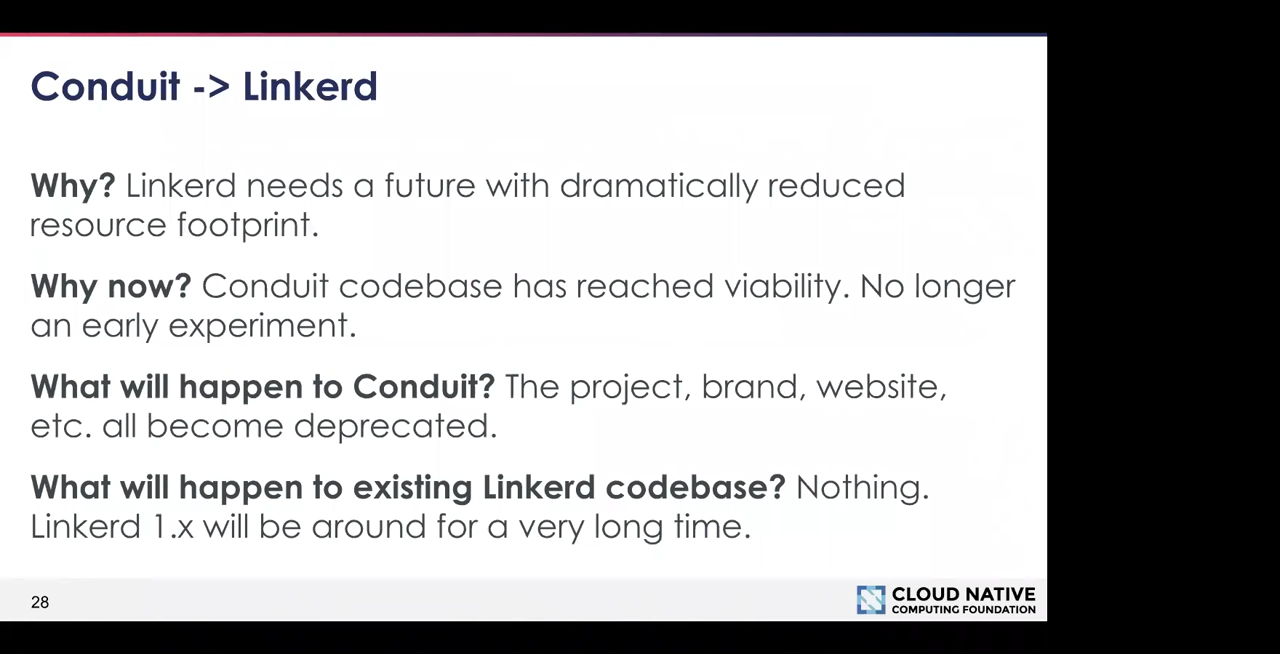 Conduit -> Linkerd
Why? Linkerd needs a future with dramatically reduced
resource footprint.
Why now? Conduit codebase has reached viability. No longer
an early experiment.
What will happen to Conduit? The project, brand, website,
etc. all become deprecated.
What will happen to existing Linkerd codebase? Nothing.
Linkerd 1.x will be around for a very long time.
28
CLOUD NATIVE
COMPUTING FOUNDATION